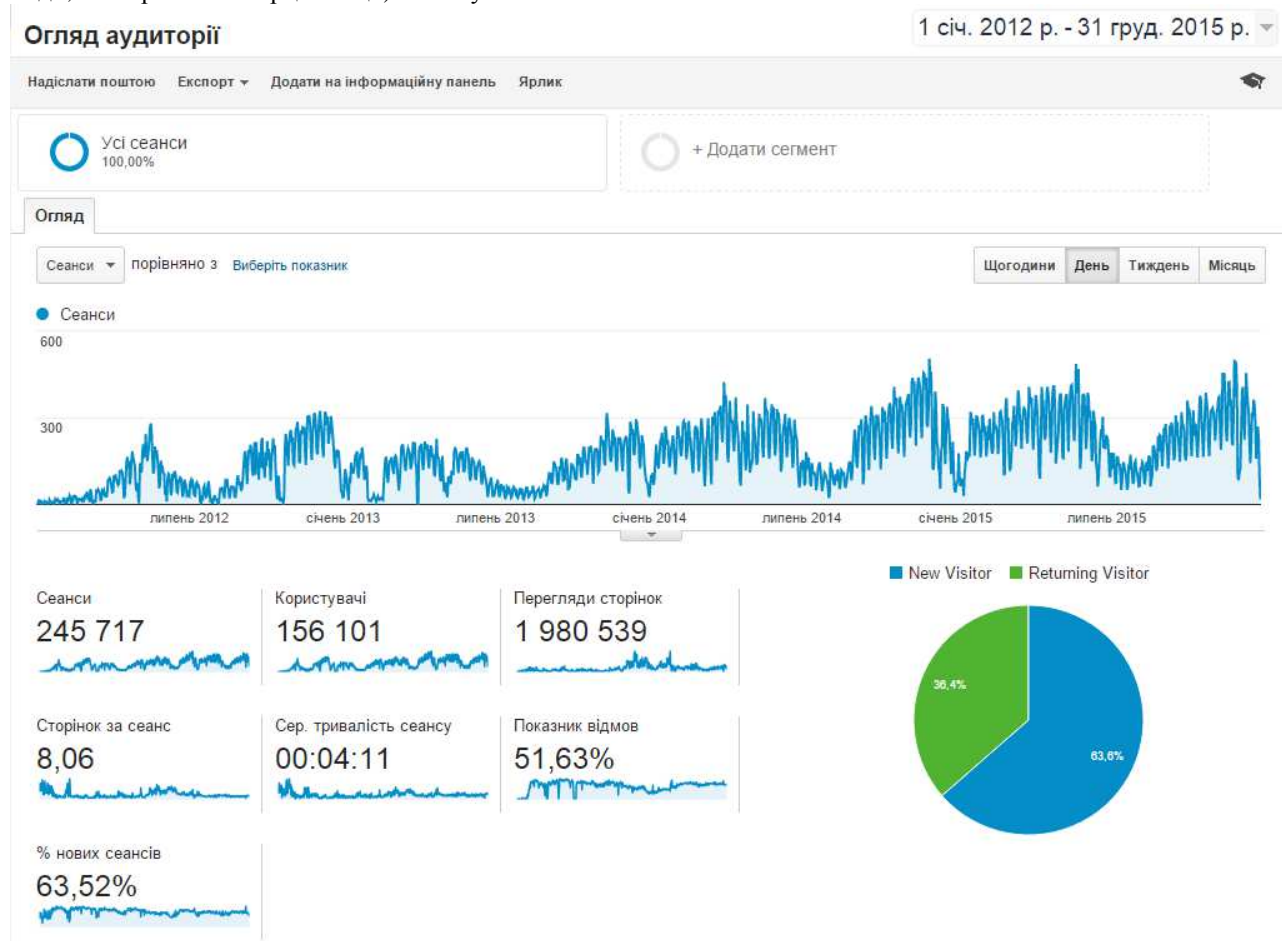 Огляд аудиторії
1 січ. 2012 р. - 31 груд. 2015 р.
Надіслати поштою Експорт Додати на інформаційну панель Ярлик
Усі сеанси
100,00%
+ Додати сегмент
Огляд
Сеанси порівняно з Виберіть показник
Щогодини День Тиждень Місяць
Сеанси
600
300
липень 2012 січень 2013 липень 2013 січень 2014 липень 2014 січень 2015 липень 2015
New Visitor Returning Visitor
Сеанси
245 717
Користувачі
156 101
Перегляди сторінок
1 980 539
36,4%
63,6%
Сторінок за сеанс
8,06
Сер. тривалість сеансу
00:04:11
Показник відмов
51,63%
% нових сеансів
63,52%